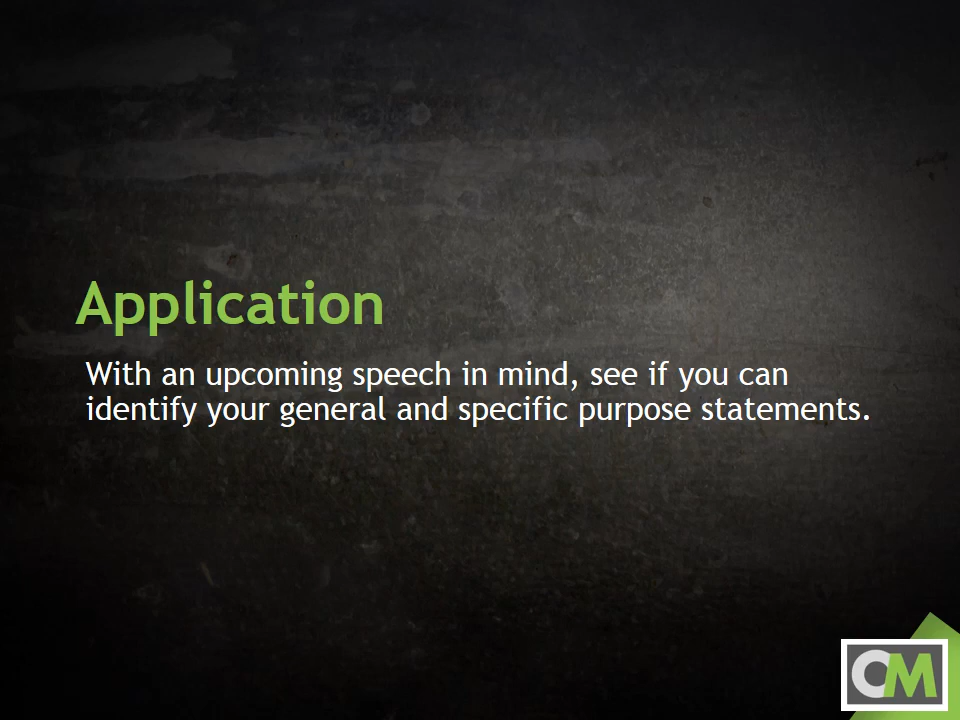 Application
With an upcoming speech in mind, see if you can
identify your general and specific purpose statements.
CM